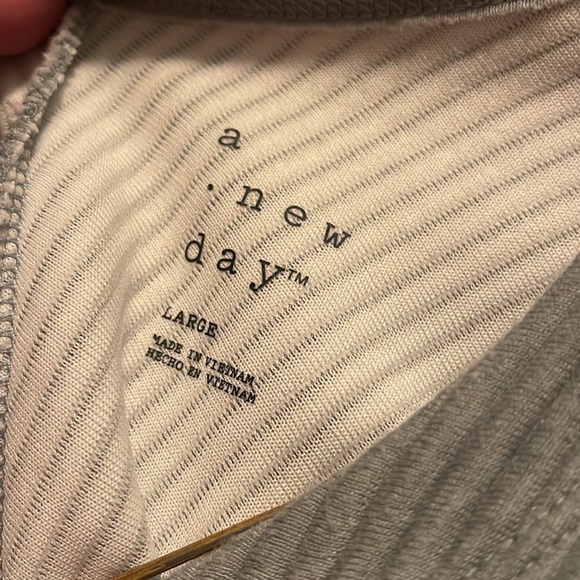 a
. new
day™
LARGE
MADE IN VIETNAM
HECHO EN VIETNAM